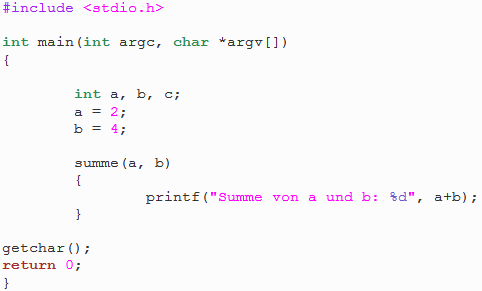 #include <stdio.h>
int main(int argc, char *argv[])
{
int a, b, c;
a = 2;
b = 4;
summe(a, b)
{
printf("Summe von a und b: %d", a+b);
}
getchar();
return 0;
}